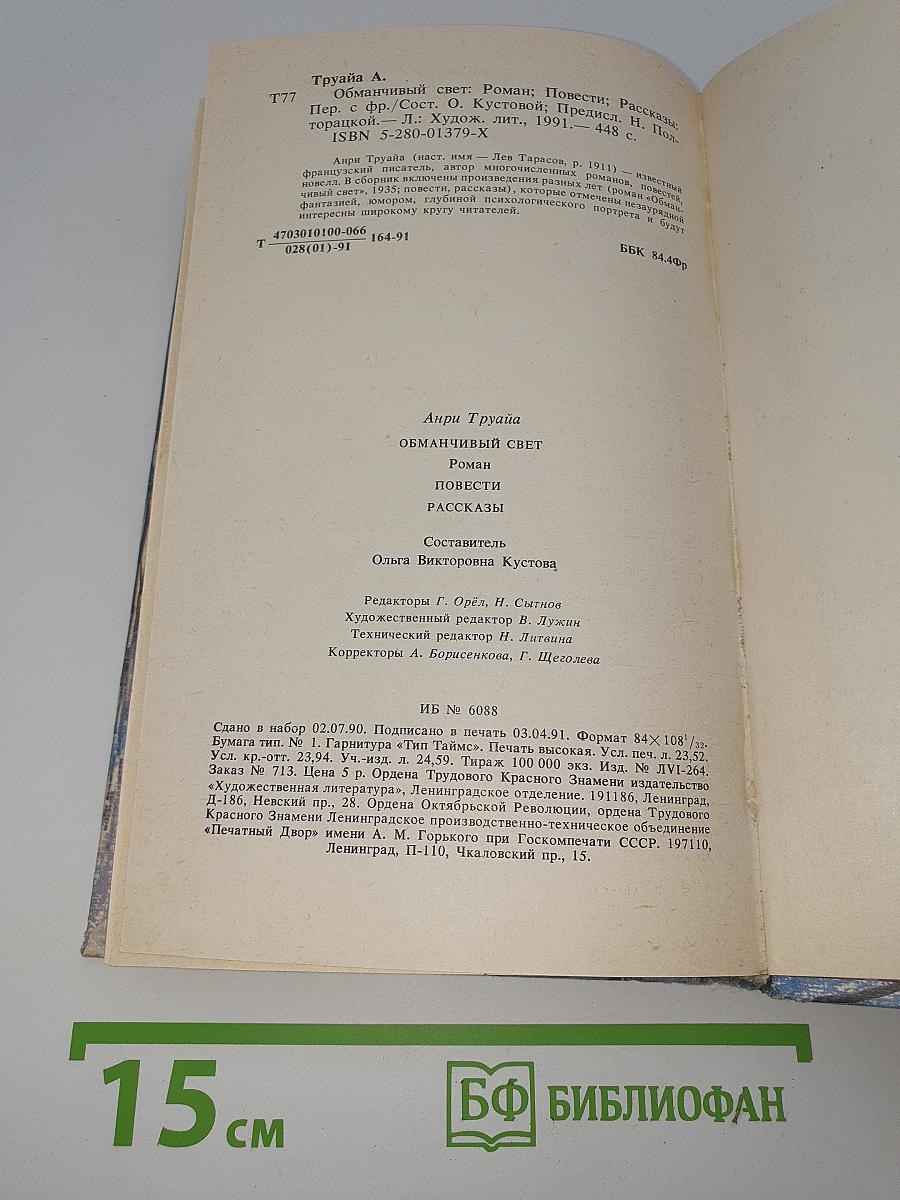 Труайа А.
Т77 Обманчивый свет: Роман; Повести; Рассказы:
Пер. с фр./Сост. О. Кустовой; Предисл. Н. Пол-
торацкой.— Л.: Худож. лит., 1991.— 448 с.
ISBN 5-280-01379-X
Анри Труайа (наст. имя — Лев Тарасов, р. 1911) — известный
французский писатель, автор многочисленных романов, повестей,
новелл. В сборник включены произведения разных лет (роман «Обман-
чивый свет», 1935; повести, рассказы), которые отмечены незаурядной
фантазией, юмором, глубиной психологического портрета и будут
интересны широкому кругу читателей.
Т 4703010100-066 164-91
028(01)-91
ББК 84.4Фр
Анри Труайа
ОБМАНЧИВЫЙ СВЕТ
Роман
ПОВЕСТИ
РАССКАЗЫ
Составитель
Ольга Викторовна Кустова
Редакторы Г. Орёл, Н. Сытнов
Художественный редактор В. Лужин
Технический редактор Н. Литвина
Корректоры А. Борисенкова, Г. Щеголева
ИБ № 6088
Сдано в набор 02.07.90. Подписано в печать 03.04.91. Формат 84×108 1/32.
Бумага тип. № 1. Гарнитура «Тип Таймс». Печать высокая. Усл. печ. л. 23,52.
Усл. кр.-отт. 23,94. Уч.-изд. л. 24,59. Тираж 100 000 экз. Изд. № ЛVI-264.
Заказ № 713. Цена 5 р. Ордена Трудового Красного Знамени издательство
«Художественная литература», Ленинградское отделение. 191186, Ленинград,
Д-186, Невский пр., 28. Ордена Октябрьской Революции, ордена Трудового
Красного Знамени Ленинградское производственно-техническое объединение
«Печатный Двор» имени А. М. Горького при Госкомпечати СССР. 197110,
Ленинград, П-110, Чкаловский пр., 15.
15 см
БФ БИБЛИОФАН